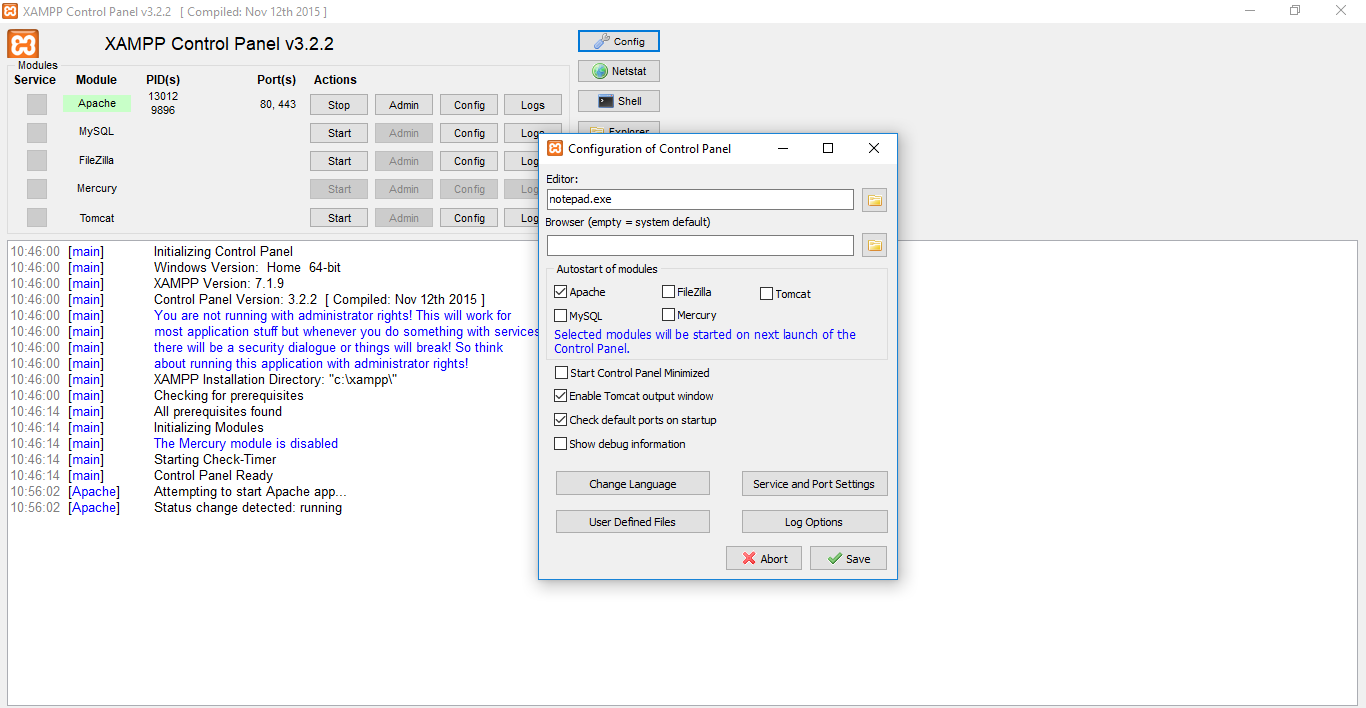 XAMPP Control Panel v3.2.2 [ Compiled: Nov 12th 2015 ]
XAMPP Control Panel v3.2.2
Config
Netstat
Shell
Explorer
Modules
Service Module PID(s) Port(s) Actions
Apache 13012 9896 80, 443 Stop Admin Config Logs
MySQL Start Admin Config Logs
FileZilla Start Admin Config Log
Mercury Start Admin Config Log
Tomcat Start Admin Config Log
10:46:00 [main] Initializing Control Panel
10:46:00 [main] Windows Version: Home 64-bit
10:46:00 [main] XAMPP Version: 7.1.9
10:46:00 [main] Control Panel Version: 3.2.2 [ Compiled: Nov 12th 2015 ]
10:46:00 [main] You are not running with administrator rights! This will work for
10:46:00 [main] most application stuff but whenever you do something with services
10:46:00 [main] there will be a security dialogue or things will break! So think
10:46:00 [main] about running this application with administrator rights!
10:46:00 [main] XAMPP Installation Directory: "c:\xampp\"
10:46:00 [main] Checking for prerequisites
10:46:14 [main] All prerequisites found
10:46:14 [main] Initializing Modules
10:46:14 [main] The Mercury module is disabled
10:46:14 [main] Starting Check-Timer
10:46:14 [main] Control Panel Ready
10:56:02 [Apache] Attempting to start Apache app...
10:56:02 [Apache] Status change detected: running
Configuration of Control Panel
Editor:
notepad.exe
Browser (empty = system default)
Autostart of modules
Apache FileZilla Tomcat
MySQL Mercury
Selected modules will be started on next launch of the
Control Panel.
Start Control Panel Minimized
Enable Tomcat output window
Check default ports on startup
Show debug information
Change Language Service and Port Settings
User Defined Files Log Options
Abort Save